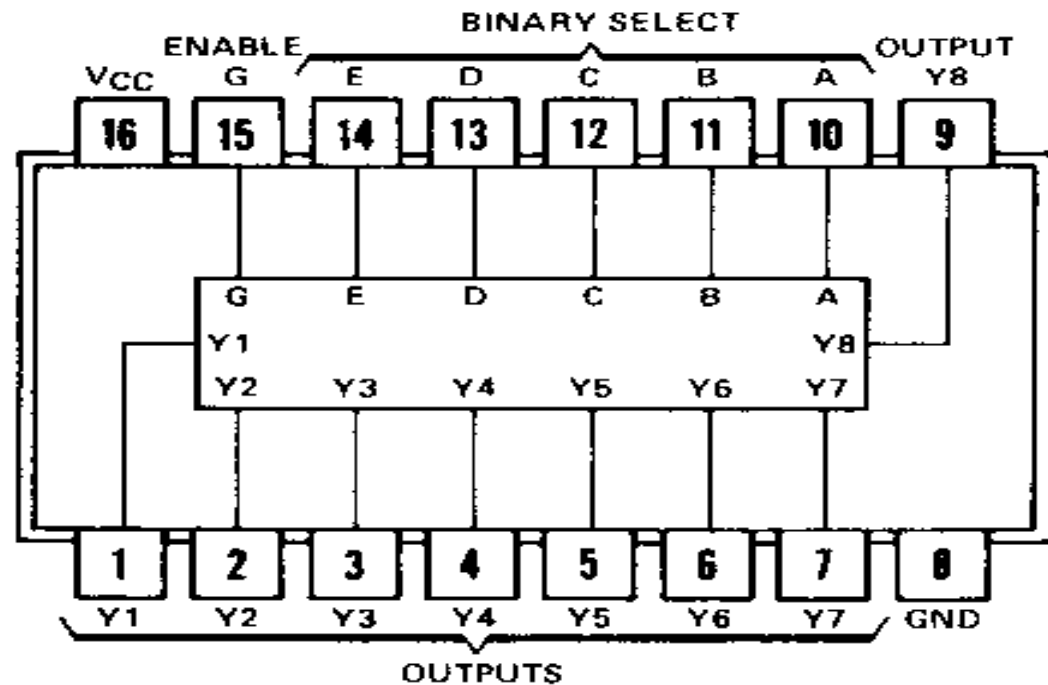 BINARY SELECT
ENABLE OUTPUT
VCC G E D C B A Y8
16 15 14 13 12 11 10 9
G E D C B A
Y1 Y8
Y2 Y3 Y4 Y5 Y6 Y7
1 2 3 4 5 6 7 8
Y1 Y2 Y3 Y4 Y5 Y6 Y7 GND
OUTPUTS